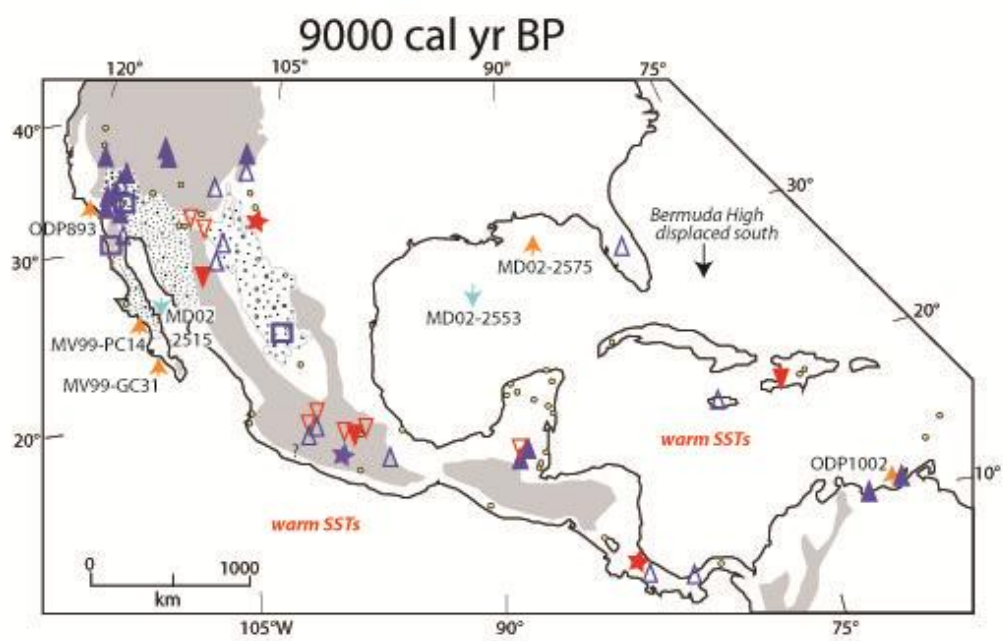 9000 cal yr BP
120°
105°
90°
75°
40°
30°
ODP893
Bermuda High
displaced south
30°
MD02-2575
20°
MD02
2515
MD02-2553
MV99-PC14
MV99-GC31
20°
warm SSTs
ODP1002
10°
?
warm SSTs
0
1000
km
105°W
90°
75°